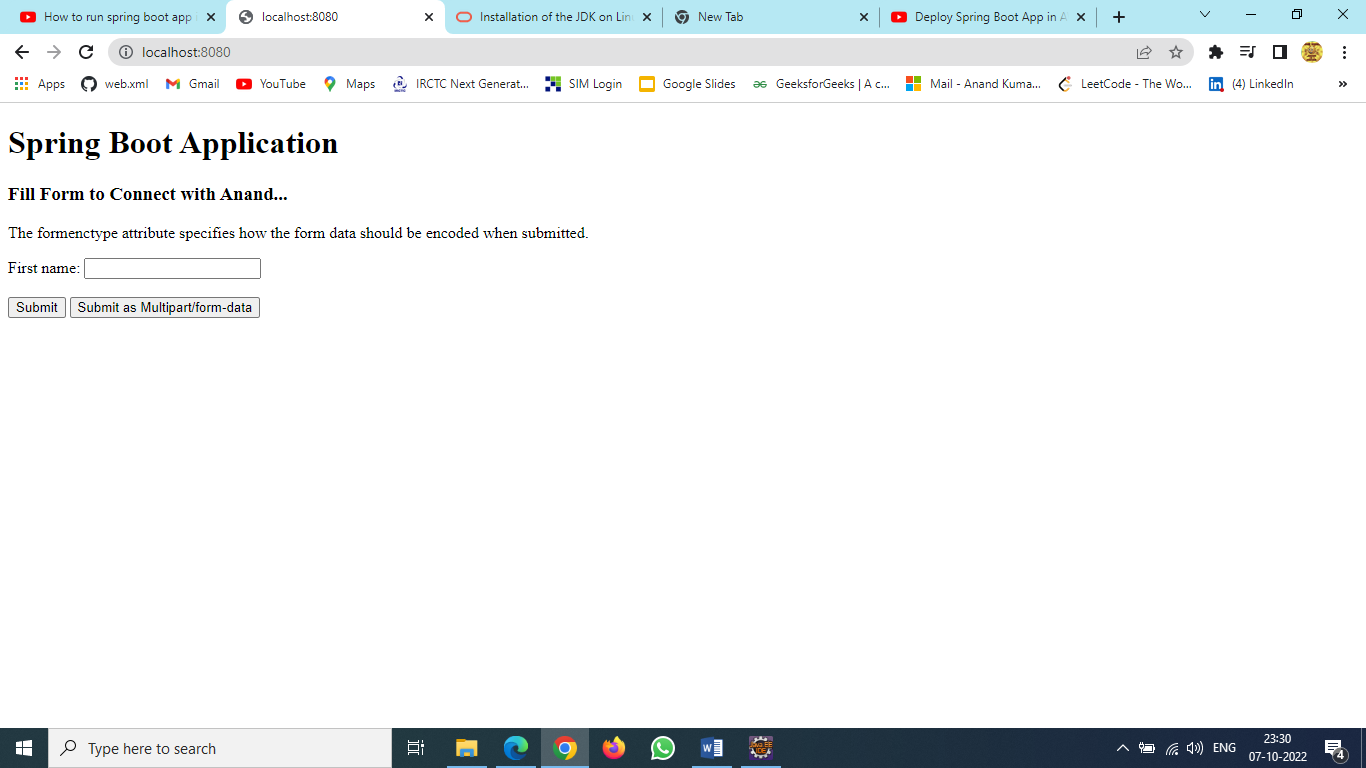 How to run spring boot app
localhost:8080
Installation of the JDK on Lin
New Tab
Deploy Spring Boot App in A
localhost:8080
Apps
web.xml
Gmail
YouTube
Maps
IRCTC Next Generat...
SIM Login
Google Slides
GeeksforGeeks | A c...
Mail - Anand Kuma...
LeetCode - The Wo...
(4) LinkedIn
»
Spring Boot Application
Fill Form to Connect with Anand...
The formenctype attribute specifies how the form data should be encoded when submitted.
First name:
Submit Submit as Multipart/form-data
Type here to search
ENG
23:30
07-10-2022
4